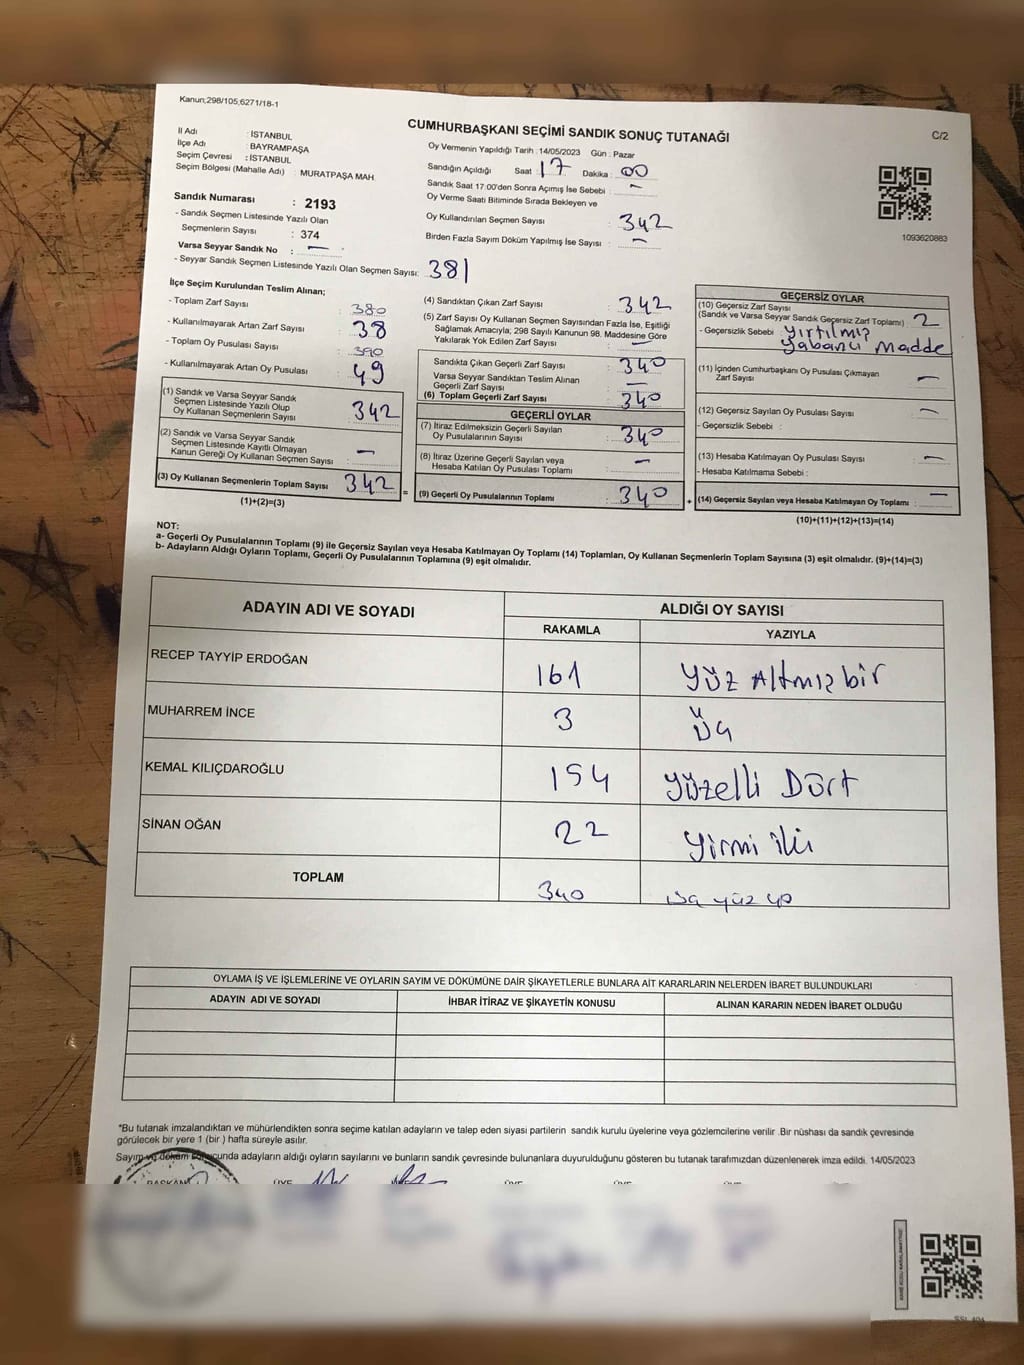 Kanun;298/105;6271/18-1
CUMHURBAŞKANI SEÇİMİ SANDIK SONUÇ TUTANAĞI
C/2
İl Adı : İSTANBUL
İlçe Adı : BAYRAMPAŞA
Seçim Çevresi : İSTANBUL
Seçim Bölgesi (Mahalle Adı) : MURATPAŞA MAH.
Sandık Numarası : 2193
- Sandık Seçmen Listesinde Yazılı Olan
Seçmenlerin Sayısı : 374
Varsa Seyyar Sandık No : —
- Seyyar Sandık Seçmen Listesinde Yazılı Olan Seçmen Sayısı: 381
Oy Vermenin Yapıldığı Tarih : 14/05/2023 Gün : Pazar
Sandığın Açıldığı Saat : 17 Dakika : 00
Sandık Saat 17:00'den Sonra Açımış İse Sebebi : —
Oy Verme Saati Bitiminde Sırada Bekleyen ve
Oy Kullandırılan Seçmen Sayısı : 342
Birden Fazla Sayım Döküm Yapılmış İse Sayısı : —
1093620883
İlçe Seçim Kurulundan Teslim Alınan;
- Toplam Zarf Sayısı : 380
- Kullanılmayarak Artan Zarf Sayısı : 38
- Toplam Oy Pusulası Sayısı : 390
- Kullanılmayarak Artan Oy Pusulası : 49
(1) Sandık ve Varsa Seyyar Sandık
Seçmen Listesinde Yazılı Olup
Oy Kullanan Seçmenlerin Sayısı : 342
(2) Sandık ve Varsa Seyyar Sandık
Seçmen Listesinde Kayıtlı Olmayan
Kanun Gereği Oy Kullanan Seçmen Sayısı : —
(3) Oy Kullanan Seçmenlerin Toplam Sayısı 342
(1)+(2)=(3)
(4) Sandıktan Çıkan Zarf Sayısı : 342
(5) Zarf Sayısı Oy Kullanan Seçmen Sayısından Fazla İse, Eşitliği
Sağlamak Amacıyla; 298 Sayılı Kanunun 98. Maddesine Göre
Yakılarak Yok Edilen Zarf Sayısı : —
Sandıkta Çıkan Geçerli Zarf Sayısı : 340
Varsa Seyyar Sandıktan Teslim Alınan
Geçerli Zarf Sayısı : —
(6) Toplam Geçerli Zarf Sayısı : 340
GEÇERLİ OYLAR
(7) İtiraz Edilmeksizin Geçerli Sayılan
Oy Pusulalarının Sayısı : 340
(8) İtiraz Üzerine Geçerli Sayılan veya
Hesaba Katılan Oy Pusulası Toplamı : —
= (9) Geçerli Oy Pusulalarının Toplamı : 340
GEÇERSİZ OYLAR
(10) Geçersiz Zarf Sayısı
(Sandık ve Varsa Seyyar Sandık Geçersiz Zarf Toplamı) : 2
- Geçersizlik Sebebi : yırtılmış
yabancı madde
(11) İçinden Cumhurbaşkanı Oy Pusulası Çıkmayan
Zarf Sayısı : —
(12) Geçersiz Sayılan Oy Pusulası Sayısı : —
- Geçersizlik Sebebi :
(13) Hesaba Katılmayan Oy Pusulası Sayısı : —
- Hesaba Katılmama Sebebi :
+ (14) Geçersiz Sayılan veya Hesaba Katılmayan Oy Toplamı : —
(10)+(11)+(12)+(13)=(14)
NOT:
a- Geçerli Oy Pusulalarının Toplamı (9) ile Geçersiz Sayılan veya Hesaba Katılmayan Oy Toplamı (14) Toplamları, Oy Kullanan Seçmenlerin Toplam Sayısına (3) eşit olmalıdır. (9)+(14)=(3)
b- Adayların Aldığı Oyların Toplamı, Geçerli Oy Pusulalarının Toplamına (9) eşit olmalıdır.
ADAYIN ADI VE SOYADI ALDIĞI OY SAYISI
RAKAMLA YAZIYLA
RECEP TAYYİP ERDOĞAN 161 Yüz Altmış bir
MUHARREM İNCE 3 Üç
KEMAL KILIÇDAROĞLU 154 yüzelli Dört
SİNAN OĞAN 22 yirmi iki
TOPLAM 340 üç yüz 40
OYLAMA İŞ VE İŞLEMLERİNE VE OYLARIN SAYIM VE DÖKÜMÜNE DAİR ŞİKAYETLERLE BUNLARA AİT KARARLARIN NELERDEN İBARET BULUNDUKLARI
ADAYIN ADI VE SOYADI İHBAR İTİRAZ VE ŞİKAYETİN KONUSU ALINAN KARARIN NEDEN İBARET OLDUĞU
*Bu tutanak imzalandıktan ve mühürlendikten sonra seçime katılan adayların ve talep eden siyasi partilerin sandık kurulu üyelerine veya gözlemcilerine verilir .Bir nüshası da sandık çevresinde
görülecek bir yere 1 (bir ) hafta süreyle asılır.
Sayım ve döküm sonucunda adayların aldığı oyların sayılarını ve bunların sandık çevresinde bulunanlara duyurulduğunu gösteren bu tutanak tarafımızdan düzenlenerek imza edildi. 14/05/2023
BAŞKAN ÜYE